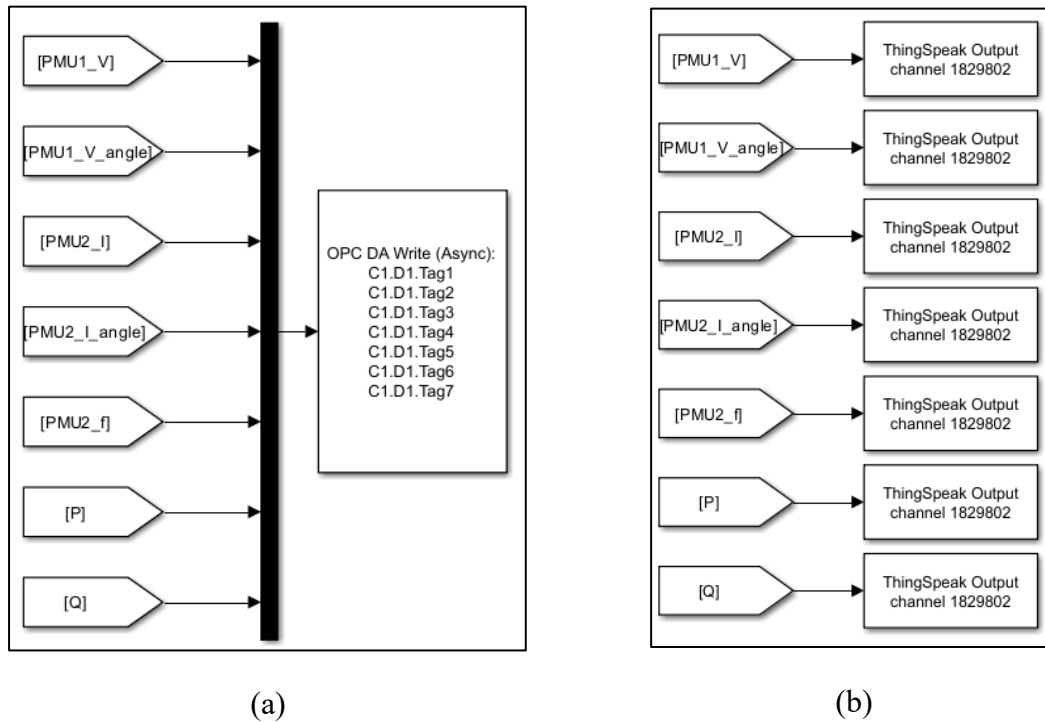 [PMU1_V]
[PMU1_V_angle]
[PMU2_I]
[PMU2_I_angle]
[PMU2_f]
[P]
[Q]
OPC DA Write (Async):
C1.D1.Tag1
C1.D1.Tag2
C1.D1.Tag3
C1.D1.Tag4
C1.D1.Tag5
C1.D1.Tag6
C1.D1.Tag7
(a)
[PMU1_V]
ThingSpeak Output
channel 1829802
[PMU1_V_angle]
ThingSpeak Output
channel 1829802
[PMU2_I]
ThingSpeak Output
channel 1829802
[PMU2_I_angle]
ThingSpeak Output
channel 1829802
[PMU2_f]
ThingSpeak Output
channel 1829802
[P]
ThingSpeak Output
channel 1829802
[Q]
ThingSpeak Output
channel 1829802
(b)